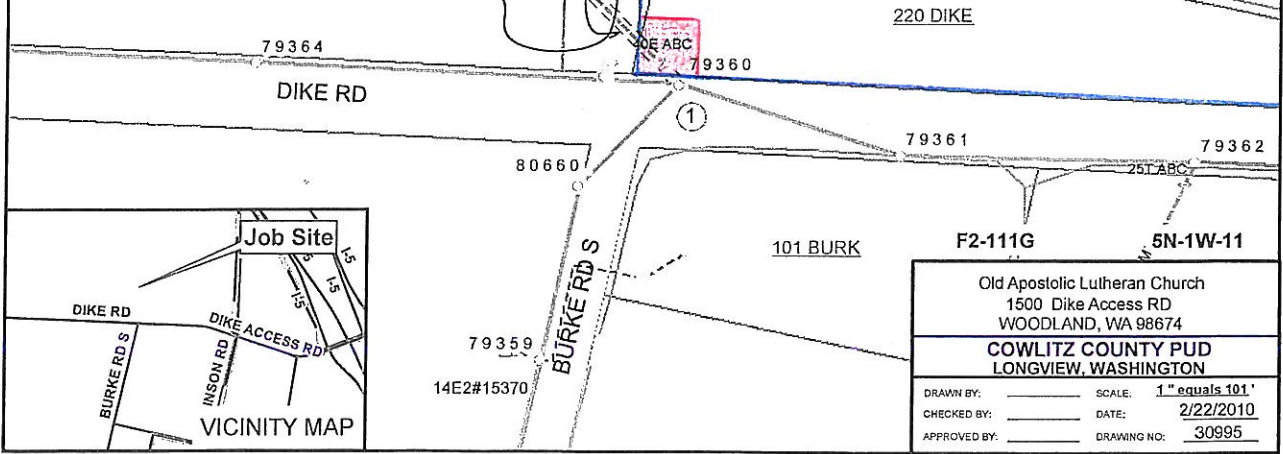 220 DIKE
79364
40E ABC
79360
DIKE RD
1
79361
79362
80660
25T ABC
Job Site
I-5
I-5
I-5
DIKE RD
DIKE ACCESS RD
BURKE RD S
INSON RD
VICINITY MAP
BURKE RD S
101 BURK
79359
14E2#15370
F2-111G
5N-1W-11
Old Apostolic Lutheran Church
1500 Dike Access RD
WOODLAND, WA 98674
COWLITZ COUNTY PUD
LONGVIEW, WASHINGTON
DRAWN BY: SCALE: 1" equals 101'
CHECKED BY: DATE: 2/22/2010
APPROVED BY: DRAWING NO: 30995